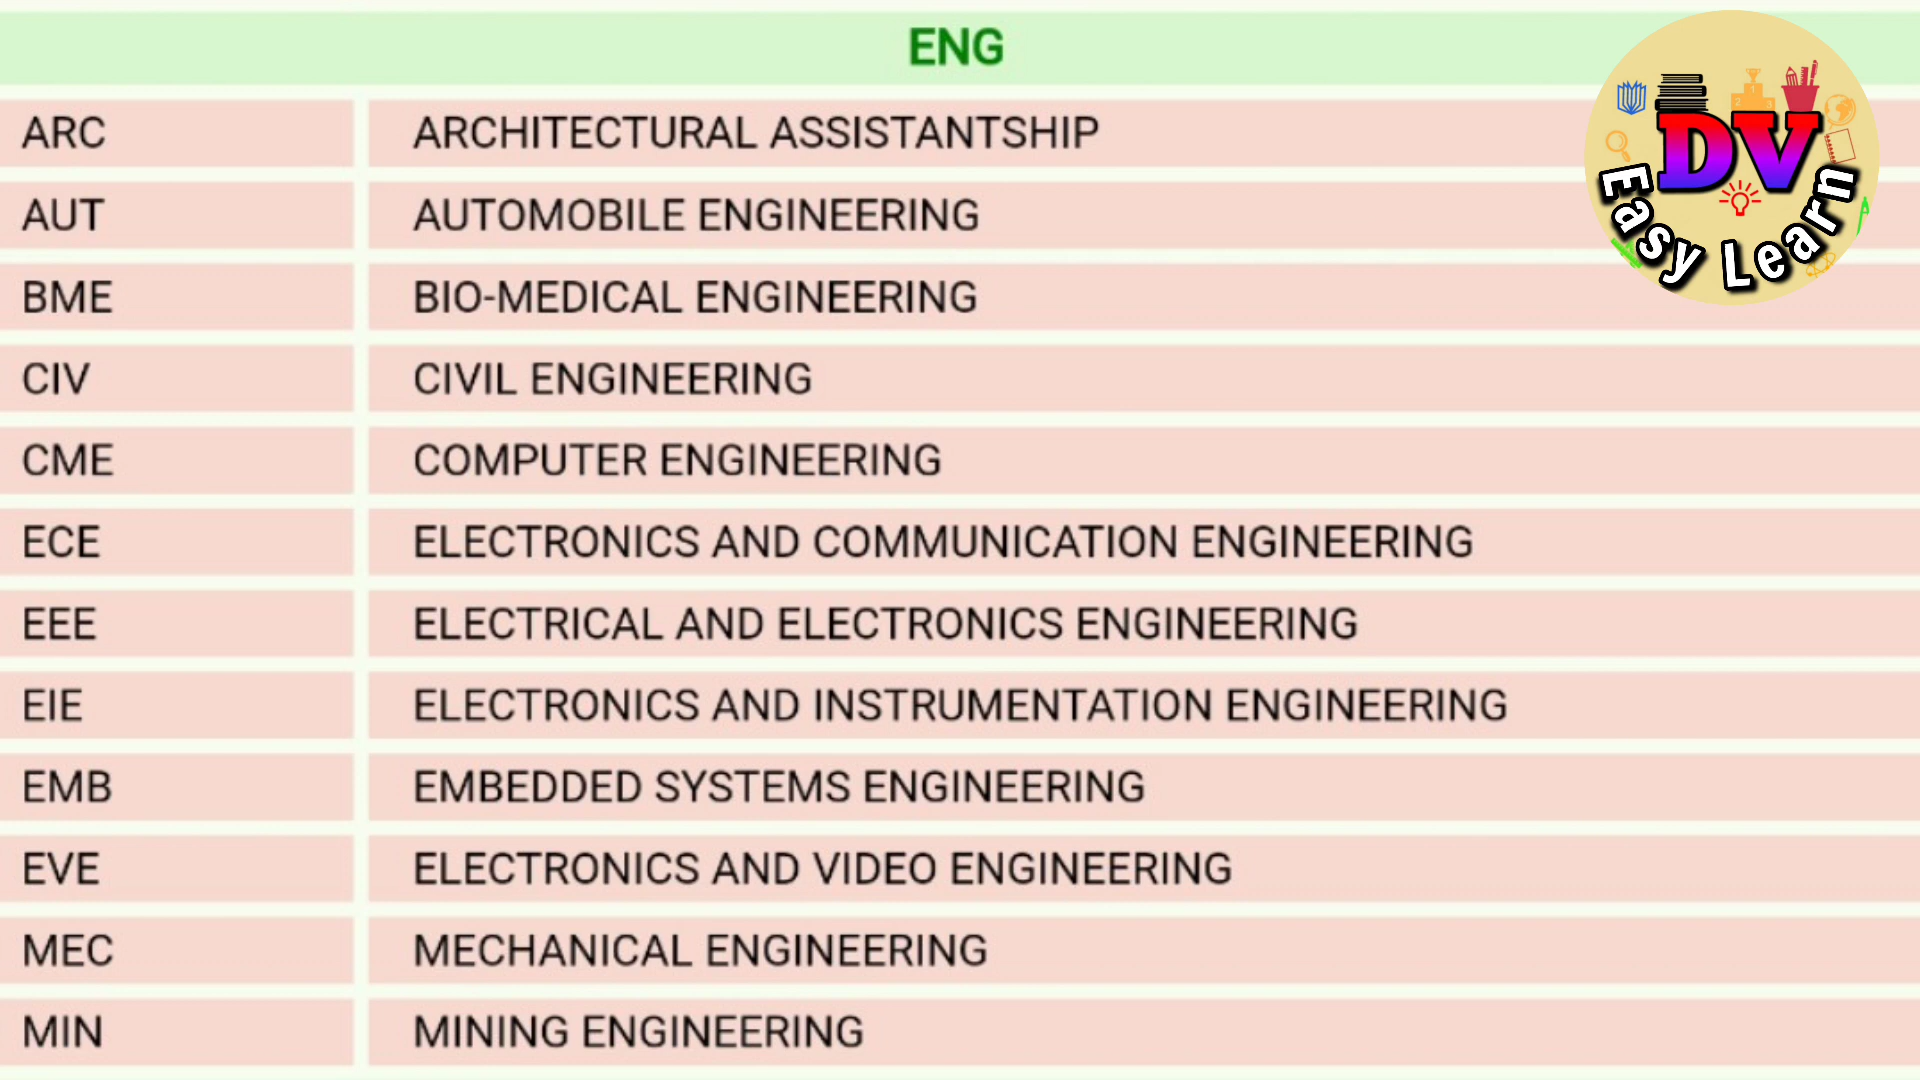 ENG
ARC ARCHITECTURAL ASSISTANTSHIP
AUT AUTOMOBILE ENGINEERING
BME BIO-MEDICAL ENGINEERING
CIV CIVIL ENGINEERING
CME COMPUTER ENGINEERING
ECE ELECTRONICS AND COMMUNICATION ENGINEERING
EEE ELECTRICAL AND ELECTRONICS ENGINEERING
EIE ELECTRONICS AND INSTRUMENTATION ENGINEERING
EMB EMBEDDED SYSTEMS ENGINEERING
EVE ELECTRONICS AND VIDEO ENGINEERING
MEC MECHANICAL ENGINEERING
MIN MINING ENGINEERING
DV
Easy Learn